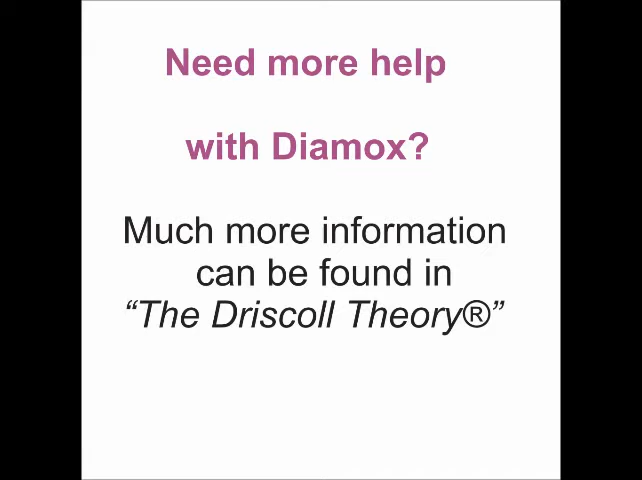 Need more help
with Diamox?
Much more information
can be found in
“The Driscoll Theory®”